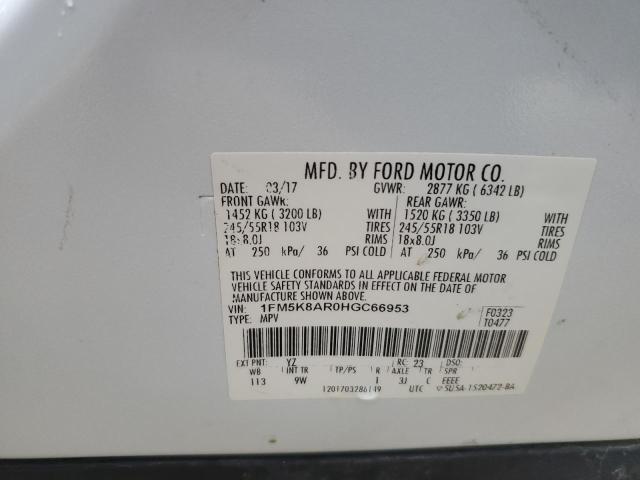 MFD. BY FORD MOTOR CO.
DATE: 03/17 GVWR: 2877 KG ( 6342 LB)
FRONT GAWR: REAR GAWR:
1452 KG ( 3200 LB) WITH 1520 KG ( 3350 LB) WITH
245/55R18 103V TIRES 245/55R18 103V TIRES
18x8.0J RIMS 18x8.0J RIMS
AT 250 kPa/ 36 PSI COLD AT 250 kPa/ 36 PSI COLD
THIS VEHICLE CONFORMS TO ALL APPLICABLE FEDERAL MOTOR
VEHICLE SAFETY STANDARDS AND THEFT PREVENTION STANDARD
IN EFFECT ON THE DATE OF MANUFACTURE SHOWN ABOVE.
VIN: 1FM5K8AR0HGC66953 F0323
TYPE: MPV T0477
EXT PNT: YZ RC: 23 DSO:
WB INT TR TP/PS R AXLE TR SPR
113 9W I 3J C EEEE
UTC